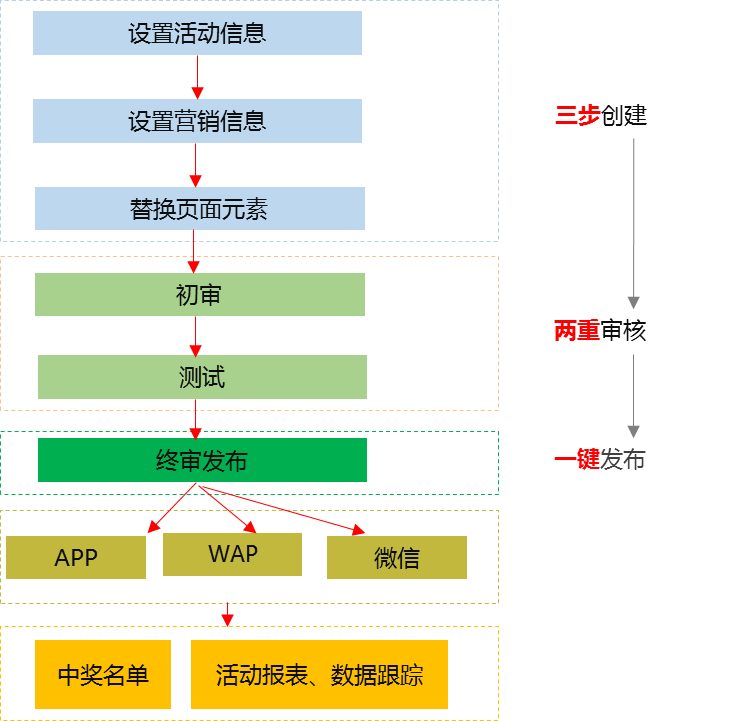 设置活动信息
设置营销信息
替换页面元素
初审
测试
终审发布
APP
WAP
微信
中奖名单
活动报表、数据跟踪
三步创建
两重审核
一键发布